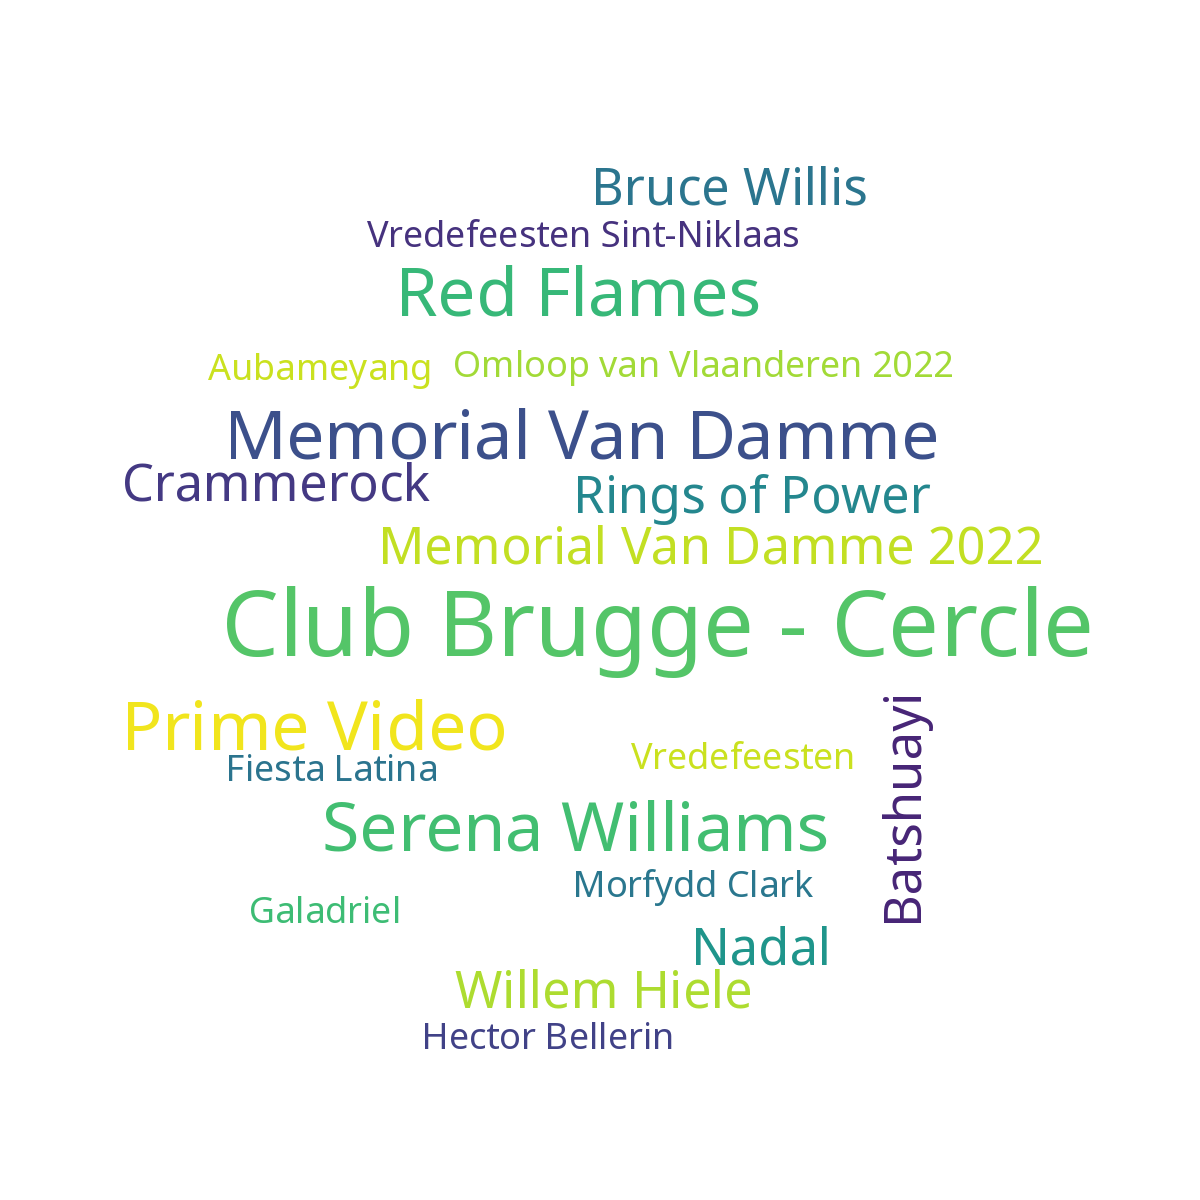 Bruce Willis
Vredefeesten Sint-Niklaas
Red Flames
Aubameyang
Omloop van Vlaanderen 2022
Memorial Van Damme
Crammerock
Rings of Power
Memorial Van Damme 2022
Club Brugge - Cercle
Prime Video
Batshuayi
Fiesta Latina
Vredefeesten
Serena Williams
Morfydd Clark
Galadriel
Nadal
Willem Hiele
Hector Bellerin